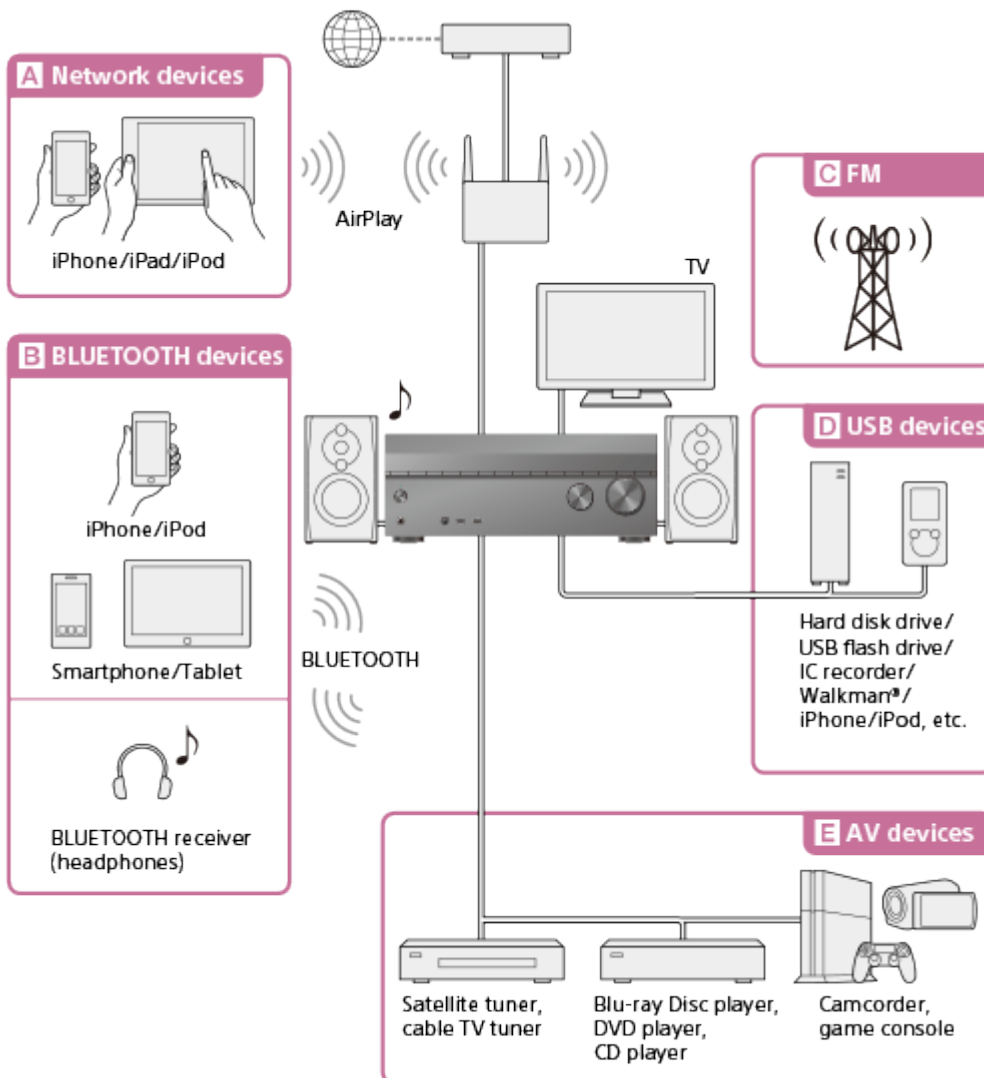 A Network devices
iPhone/iPad/iPod
AirPlay
TV
C FM
B BLUETOOTH devices
iPhone/iPod
Smartphone/Tablet
BLUETOOTH
BLUETOOTH receiver
(headphones)
D USB devices
Hard disk drive/
USB flash drive/
IC recorder/
Walkman®/
iPhone/iPod, etc.
E AV devices
Satellite tuner,
cable TV tuner
Blu-ray Disc player,
DVD player,
CD player
Camcorder,
game console